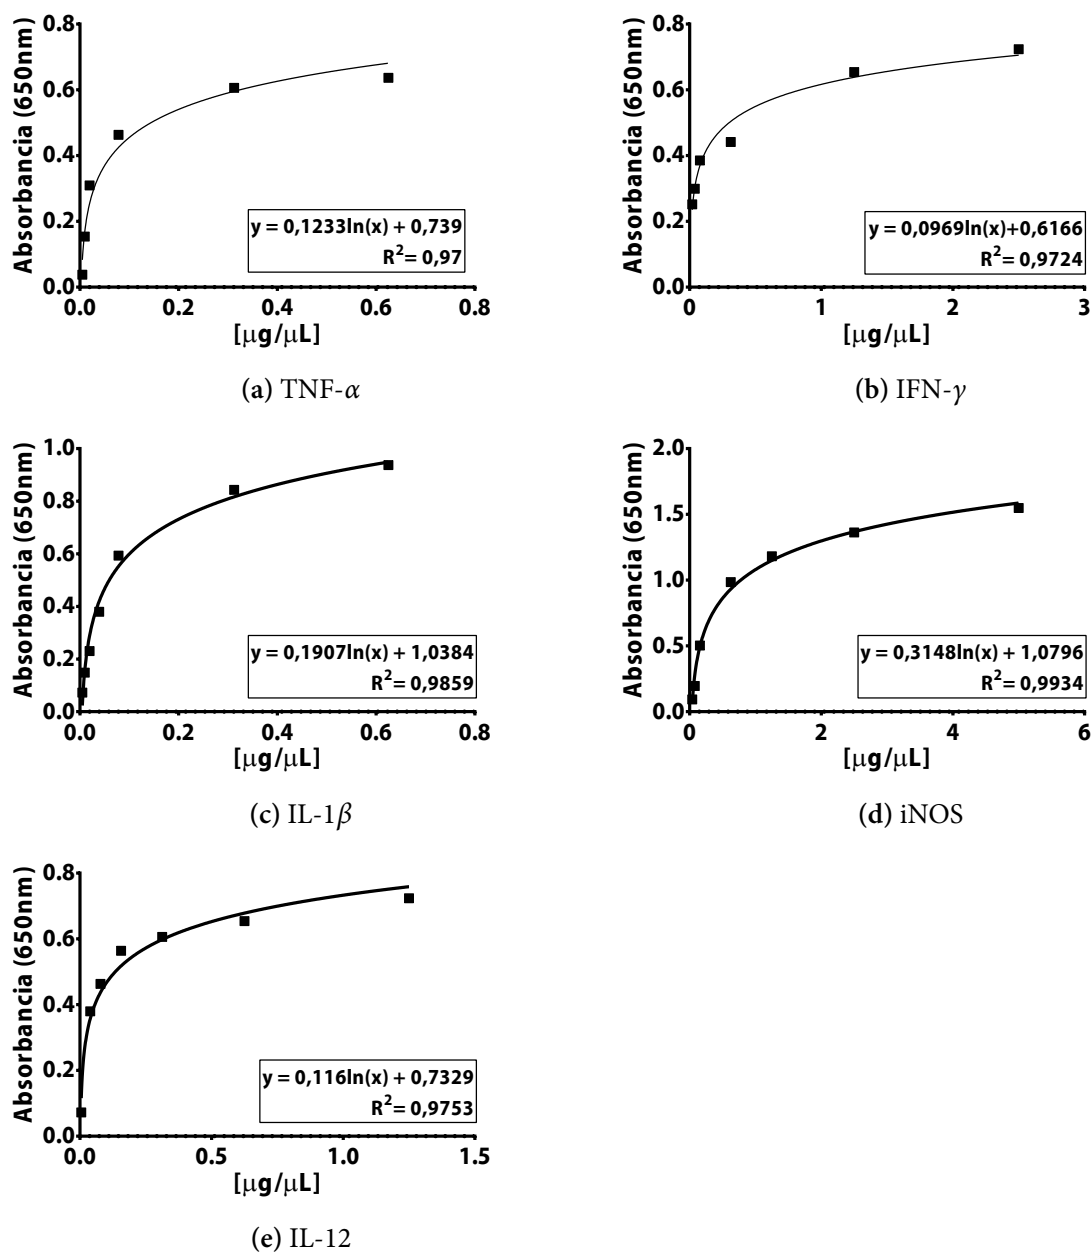 Absorbancia (650nm)
0.8
0.6
0.4
0.2
0.0
y = 0,1233ln(x) + 0,739
R2= 0,97
0.0 0.2 0.4 0.6 0.8
[μg/μL]
(a) TNF-α
Absorbancia (650nm)
0.8
0.6
0.4
0.2
0.0
y = 0,0969ln(x)+0,6166
R2= 0,9724
0 1 2 3
[μg/μL]
(b) IFN-γ
Absorbancia (650nm)
1.0
0.8
0.6
0.4
0.2
0.0
y = 0,1907ln(x) + 1,0384
R2= 0,9859
0.0 0.2 0.4 0.6 0.8
[μg/μL]
(c) IL-1β
Absorbancia (650nm)
2.0
1.5
1.0
0.5
0.0
y = 0,3148ln(x) + 1,0796
R2= 0,9934
0 2 4 6
[μg/μL]
(d) iNOS
Absorbancia (650nm)
0.8
0.6
0.4
0.2
0.0
y = 0,116ln(x) + 0,7329
R2= 0,9753
0.0 0.5 1.0 1.5
[μg/μL]
(e) IL-12